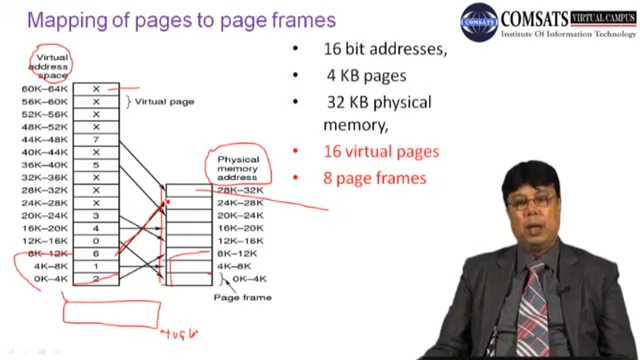 Mapping of pages to page frames
COMSATS VIRTUAL CAMPUS
Institute Of Information Technology
Virtual
address
space
60K–64K X
56K–60K X
52K–56K X
48K–52K X
44K–48K 7
40K–44K X
36K–40K 5
32K–36K X
28K–32K X
24K–28K X
20K–24K 3
16K–20K 4
12K–16K 0
8K–12K 6
4K–8K 1
0K–4K 2
Virtual page
Physical
memory
address
28K–32K
24K–28K
20K–24K
16K–20K
12K–16K
8K–12K
4K–8K
0K–4K
Page frame
• 16 bit addresses,
• 4 KB pages
• 32 KB physical
memory,
• 16 virtual pages
• 8 page frames